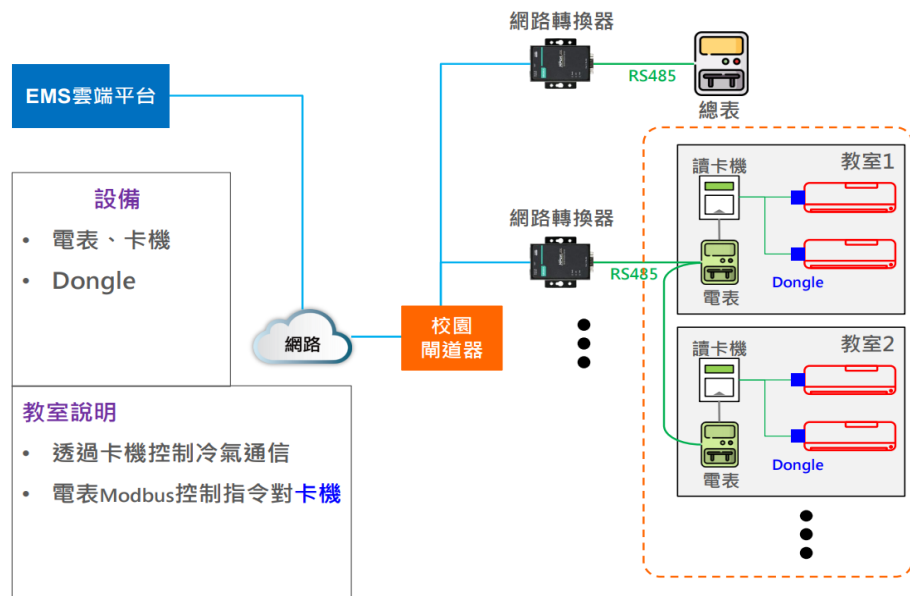 網路轉換器
RS485
總表
EMS雲端平台
設備
• 電表、卡機
• Dongle
網路
校園
閘道器
網路轉換器
RS485
教室1
讀卡機
電表
Dongle
教室2
讀卡機
電表
Dongle
教室說明
• 透過卡機控制冷氣通信
• 電表Modbus控制指令對卡機